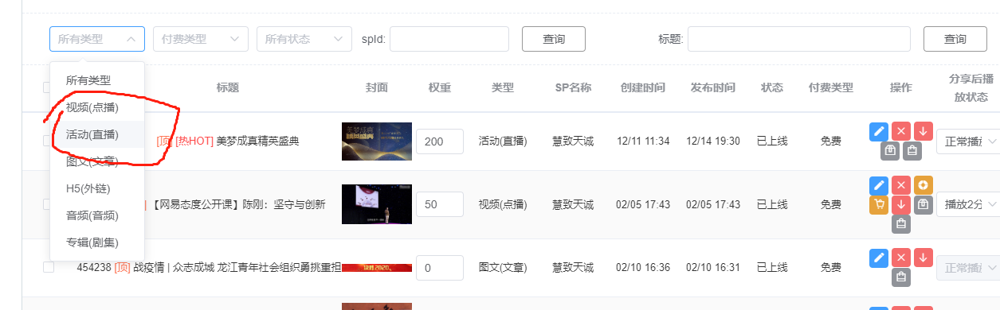 所有类型 付费类型 所有状态 spId: 查询 标题: 查询
所有类型
视频(点播)
活动(直播)
图文(文章)
H5(外链)
音频(音频)
专辑(剧集)
标题 封面 权重 类型 SP名称 创建时间 发布时间 状态 付费类型 操作 分享后播放状态
[顶] [热HOT] 美梦成真精英盛典 200 活动(直播) 慧致天诚 12/11 11:34 12/14 19:30 已上线 免费 正常播放
【网易态度公开课】陈刚：坚守与创新 50 视频(点播) 慧致天诚 02/05 17:43 02/05 17:43 已上线 免费 播放2分
454238 [顶] 战疫情 | 众志成城 龙江青年社会组织勇挑重担 0 图文(文章) 慧致天诚 02/10 16:36 02/10 16:31 已上线 免费 正常播放